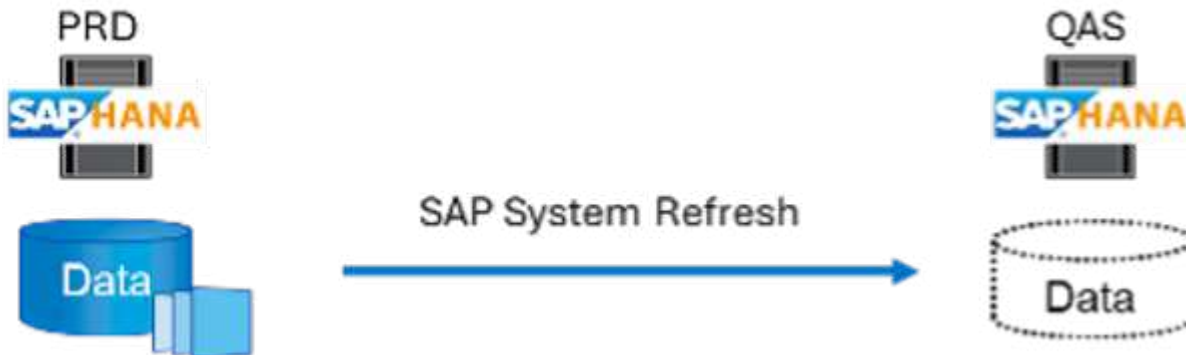 PRD
SAP HANA
Data
SAP System Refresh
QAS
SAP HANA
Data